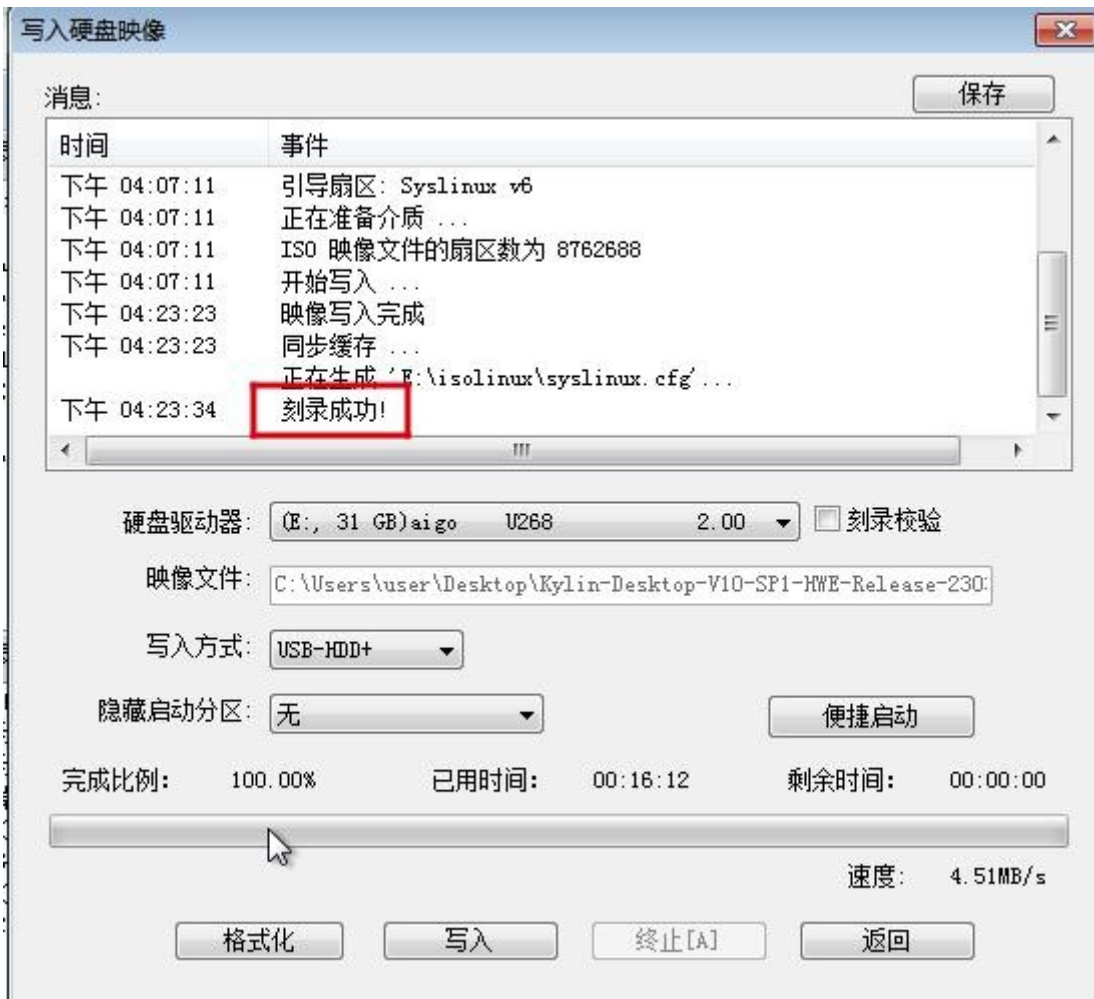 写入硬盘映像
消息:
保存
时间 事件
下午 04:07:11 引导扇区: Syslinux v6
下午 04:07:11 正在准备介质 ...
下午 04:07:11 ISO 映像文件的扇区数为 8762688
下午 04:07:11 开始写入 ...
下午 04:23:23 映像写入完成
下午 04:23:23 同步缓存 ...
正在生成 'E:\isolinux\syslinux.cfg'...
下午 04:23:34 刻录成功!
硬盘驱动器: (E:, 31 GB)aigo U268 2.00 刻录校验
映像文件: C:\Users\user\Desktop\Kylin-Desktop-V10-SP1-HWE-Release-230
写入方式: USB-HDD+
隐藏启动分区: 无 便捷启动
完成比例: 100.00% 已用时间: 00:16:12 剩余时间: 00:00:00
速度: 4.51MB/s
格式化 写入 终止[A] 返回